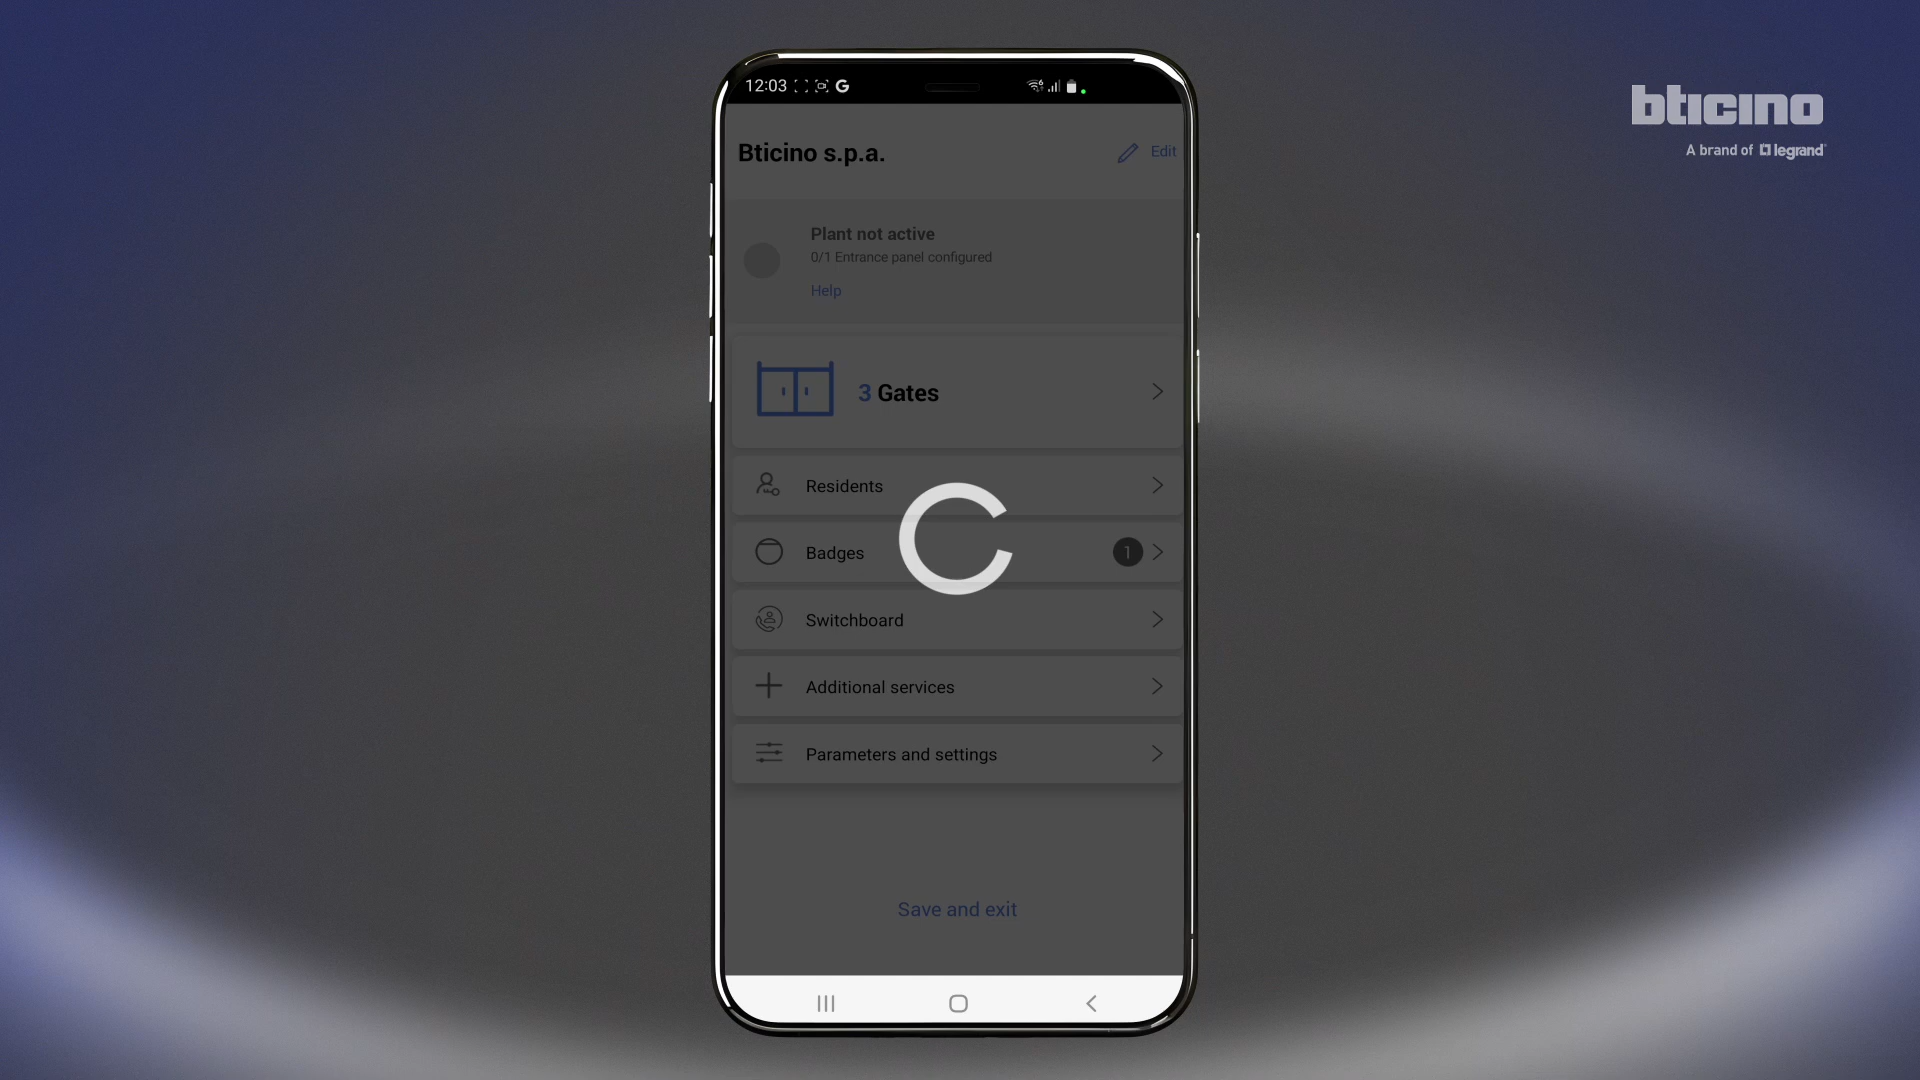 12:03
bticino
A brand of legrand
Bticino s.p.a.
Edit
Plant not active
0/1 Entrance panel configured
Help
3 Gates
Residents
Badges
1
Switchboard
Additional services
Parameters and settings
Save and exit